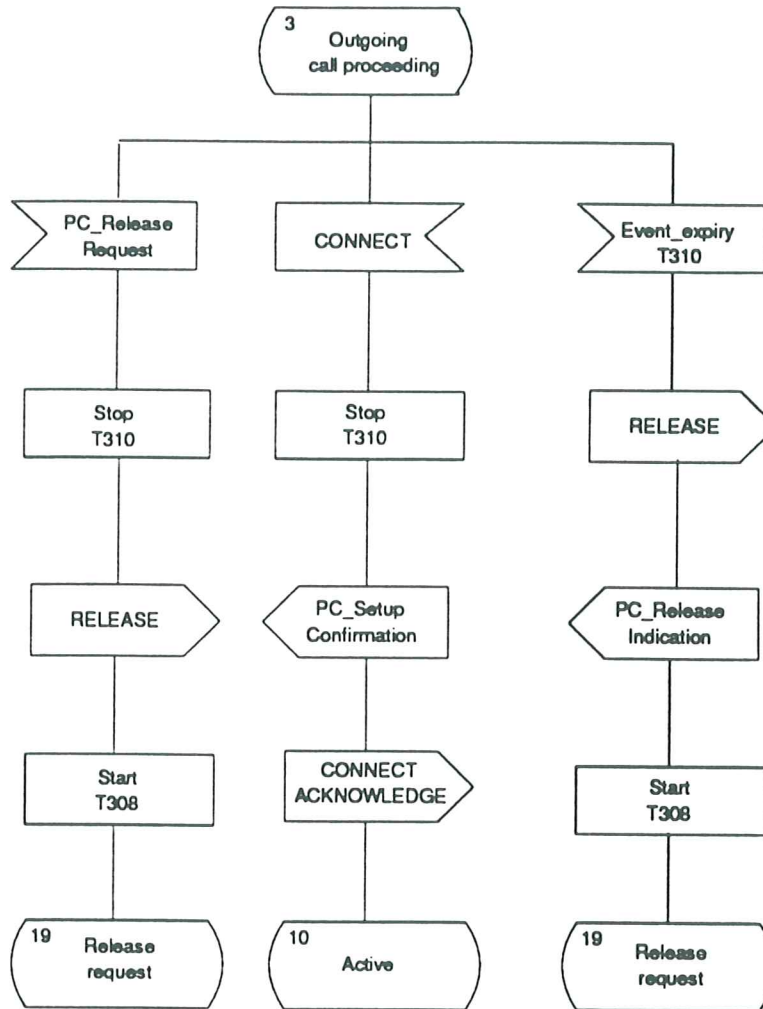 3
Outgoing
call proceeding
PC_Release
Request
CONNECT
Event_expiry
T310
Stop
T310
Stop
T310
RELEASE
RELEASE
PC_Setup
Confirmation
PC_Release
Indication
Start
T308
CONNECT
ACKNOWLEDGE
Start
T308
19
Release
request
10
Active
19
Release
request